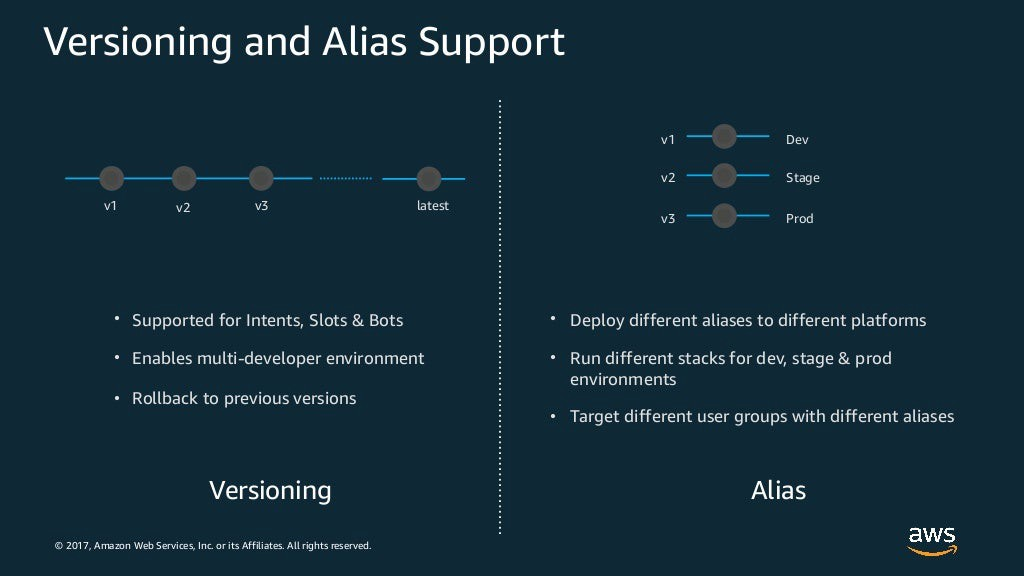 Versioning and Alias Support
v1
v2
v3
latest
• Supported for Intents, Slots & Bots
• Enables multi-developer environment
• Rollback to previous versions
Versioning
v1 Dev
v2 Stage
v3 Prod
• Deploy different aliases to different platforms
• Run different stacks for dev, stage & prod
environments
• Target different user groups with different aliases
Alias
© 2017, Amazon Web Services, Inc. or its Affiliates. All rights reserved.
aws